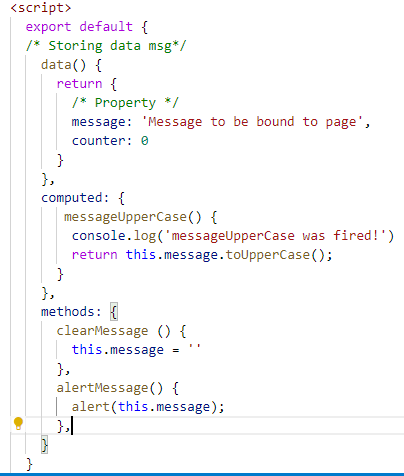 <script>
export default {
/* Storing data msg*/
data() {
return {
/* Property */
message: 'Message to be bound to page',
counter: 0
}
},
computed: {
messageUpperCase() {
console.log('messageUpperCase was fired!')
return this.message.toUpperCase();
}
},
methods: {
clearMessage () {
this.message = ''
},
alertMessage() {
alert(this.message);
},
}
}